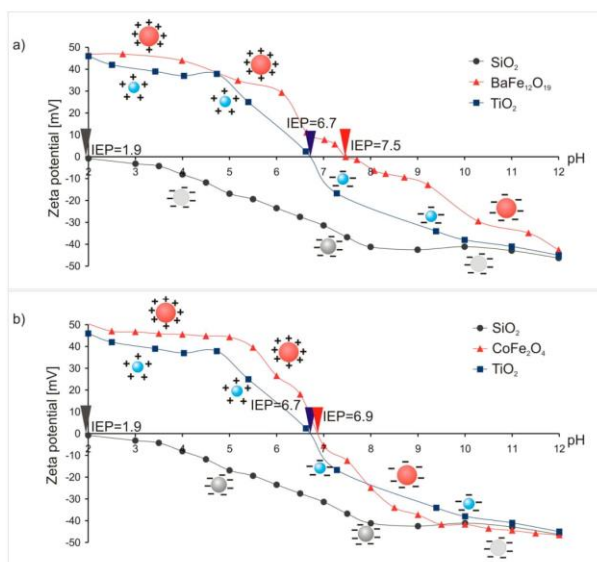 a)
50
40
30
20
10
0
-10
-20
-30
-40
-50
Zeta potential [mV]
SiO₂
BaFe₁₂O₁₉
TiO₂
IEP=1.9
IEP=6.7
IEP=7.5
2 3 4 5 6 7 8 9 10 11 12
pH
b)
50
40
30
20
10
0
-10
-20
-30
-40
-50
Zeta potential [mV]
SiO₂
CoFe₂O₄
TiO₂
IEP=1.9
IEP=6.7
IEP=6.9
2 3 4 5 6 7 8 9 10 11 12
pH